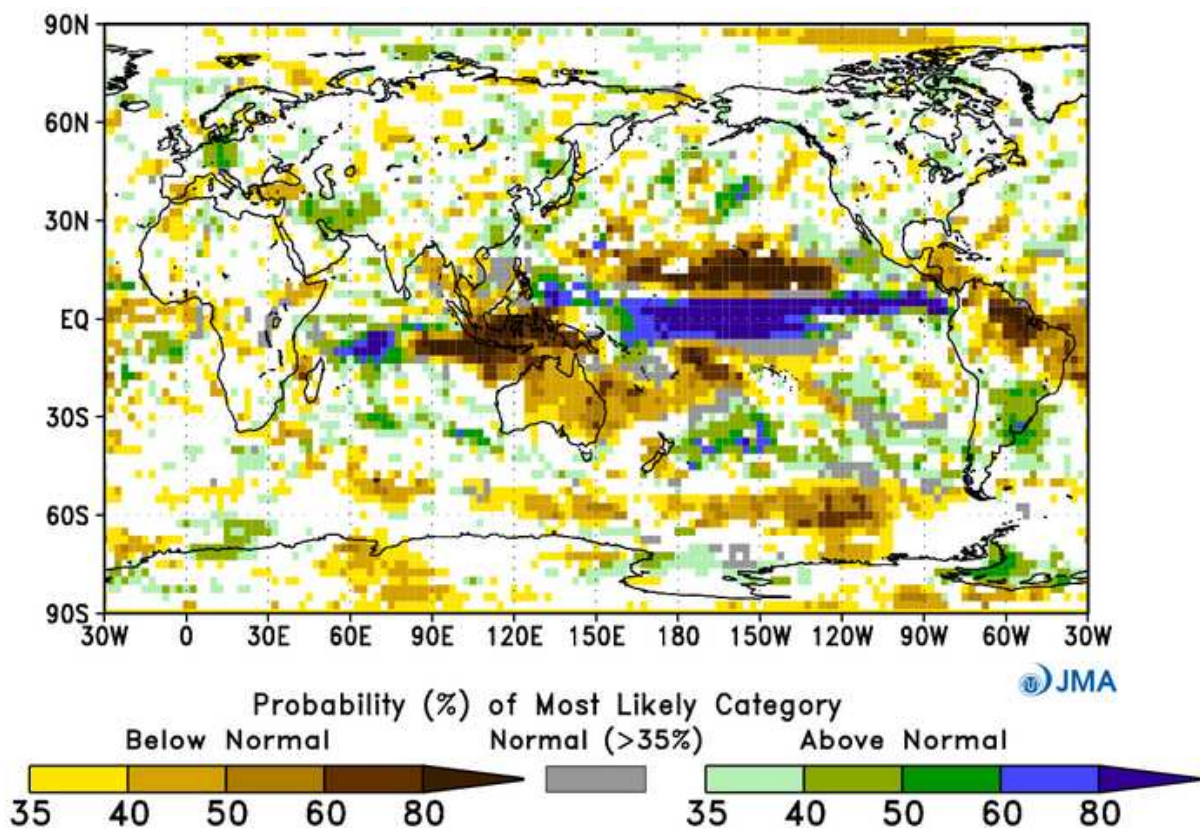 90N
60N
30N
EQ
30S
60S
90S
30W 0 30E 60E 90E 120E 150E 180 150W 120W 90W 60W 30W
JMA
Probability (%) of Most Likely Category
Below Normal Normal (>35%) Above Normal
35 40 50 60 80 35 40 50 60 80